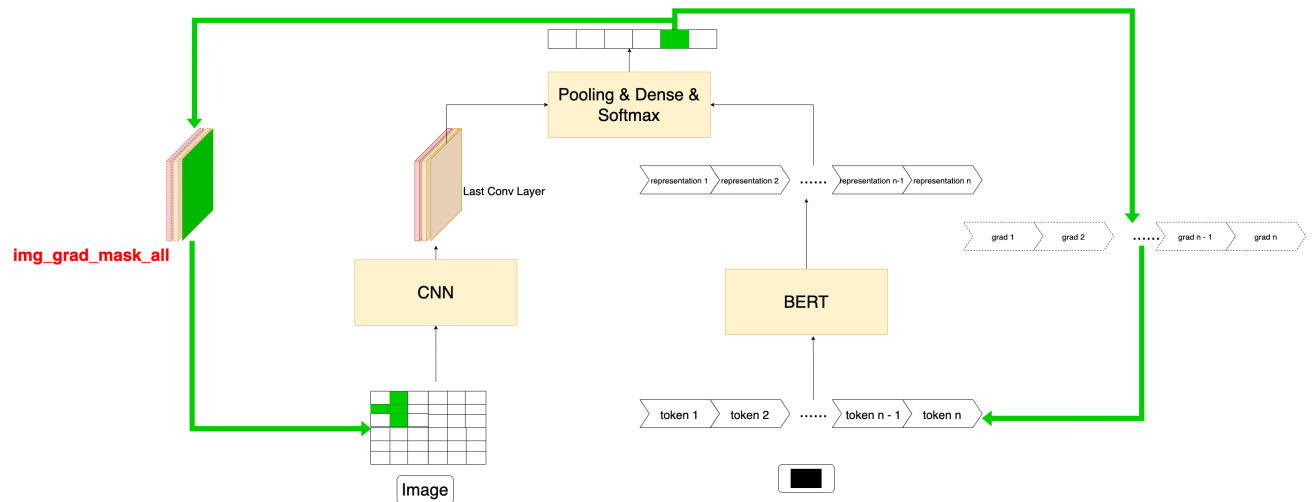 Pooling & Dense &
Softmax
representation 1
representation 2
......
representation n-1
representation n
Last Conv Layer
grad 1
grad 2
......
grad n - 1
grad n
img_grad_mask_all
CNN
BERT
token 1
token 2
......
token n - 1
token n
Image